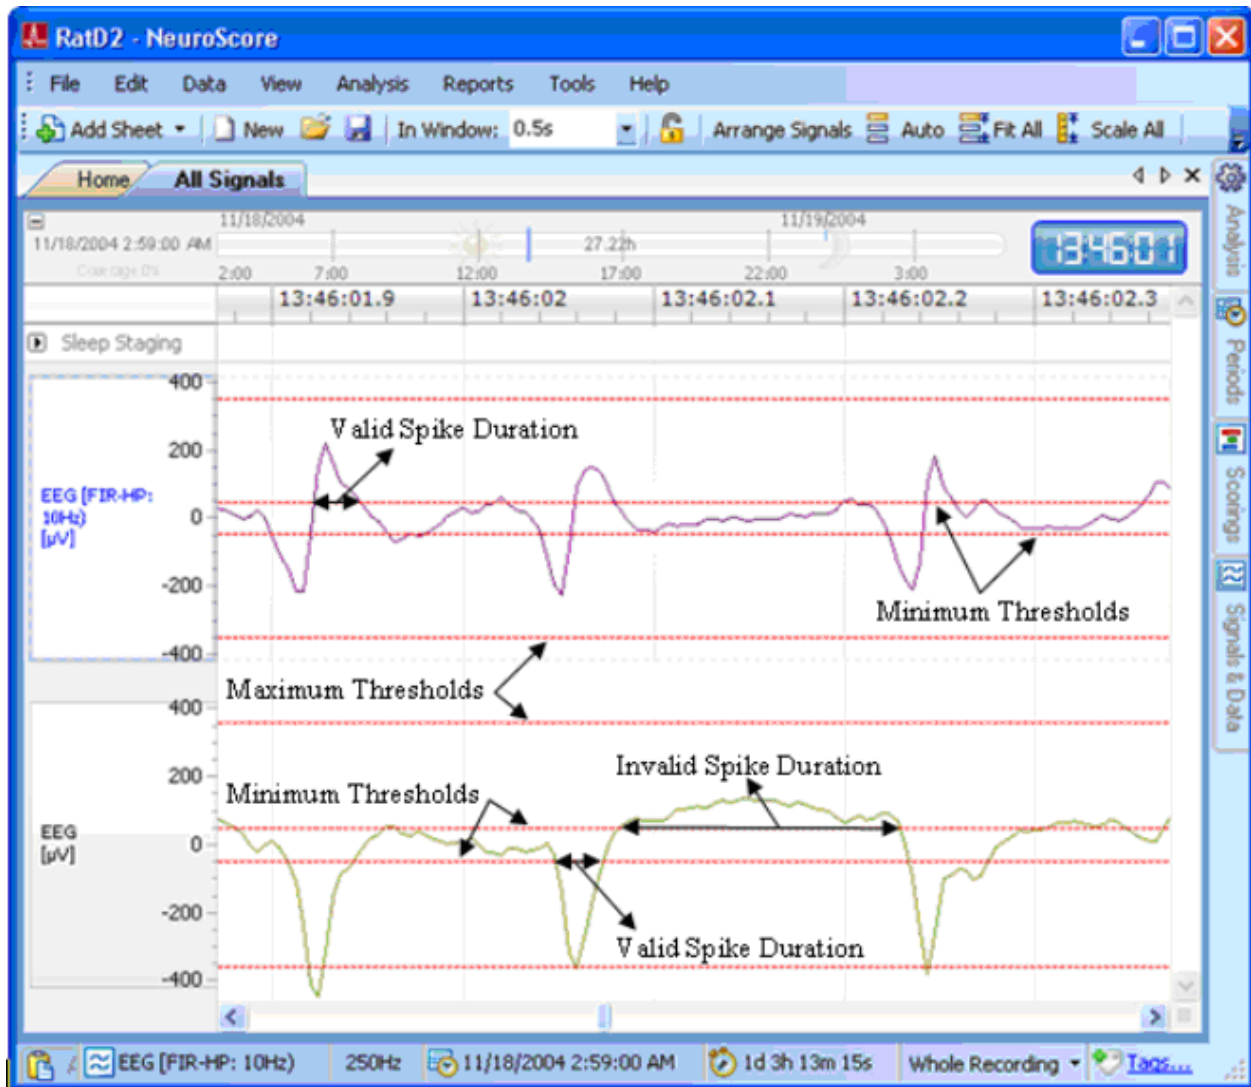 RatD2 - NeuroScore
File Edit Data View Analysis Reports Tools Help
Add Sheet New In Window: 0.5s Arrange Signals Auto Fit All Scale All
Home All Signals
11/18/2004 11/19/2004
11/18/2004 2:59:00 AM 27.22h 13:46:01
2:00 7:00 12:00 17:00 22:00 3:00
13:46:01.9 13:46:02 13:46:02.1 13:46:02.2 13:46:02.3
Sleep Staging
400
Valid Spike Duration
200
EEG (FIR-HP:
10Hz)
[µV]
0
-200
Minimum Thresholds
-400
Maximum Thresholds
400
Invalid Spike Duration
200
Minimum Thresholds
EEG
[µV]
0
-200
Valid Spike Duration
-400
Analysis
Periods
Scorings
Signals & Data
EEG [FIR-HP: 10Hz) 250Hz 11/18/2004 2:59:00 AM 1d 3h 13m 15s Whole Recording Tags...